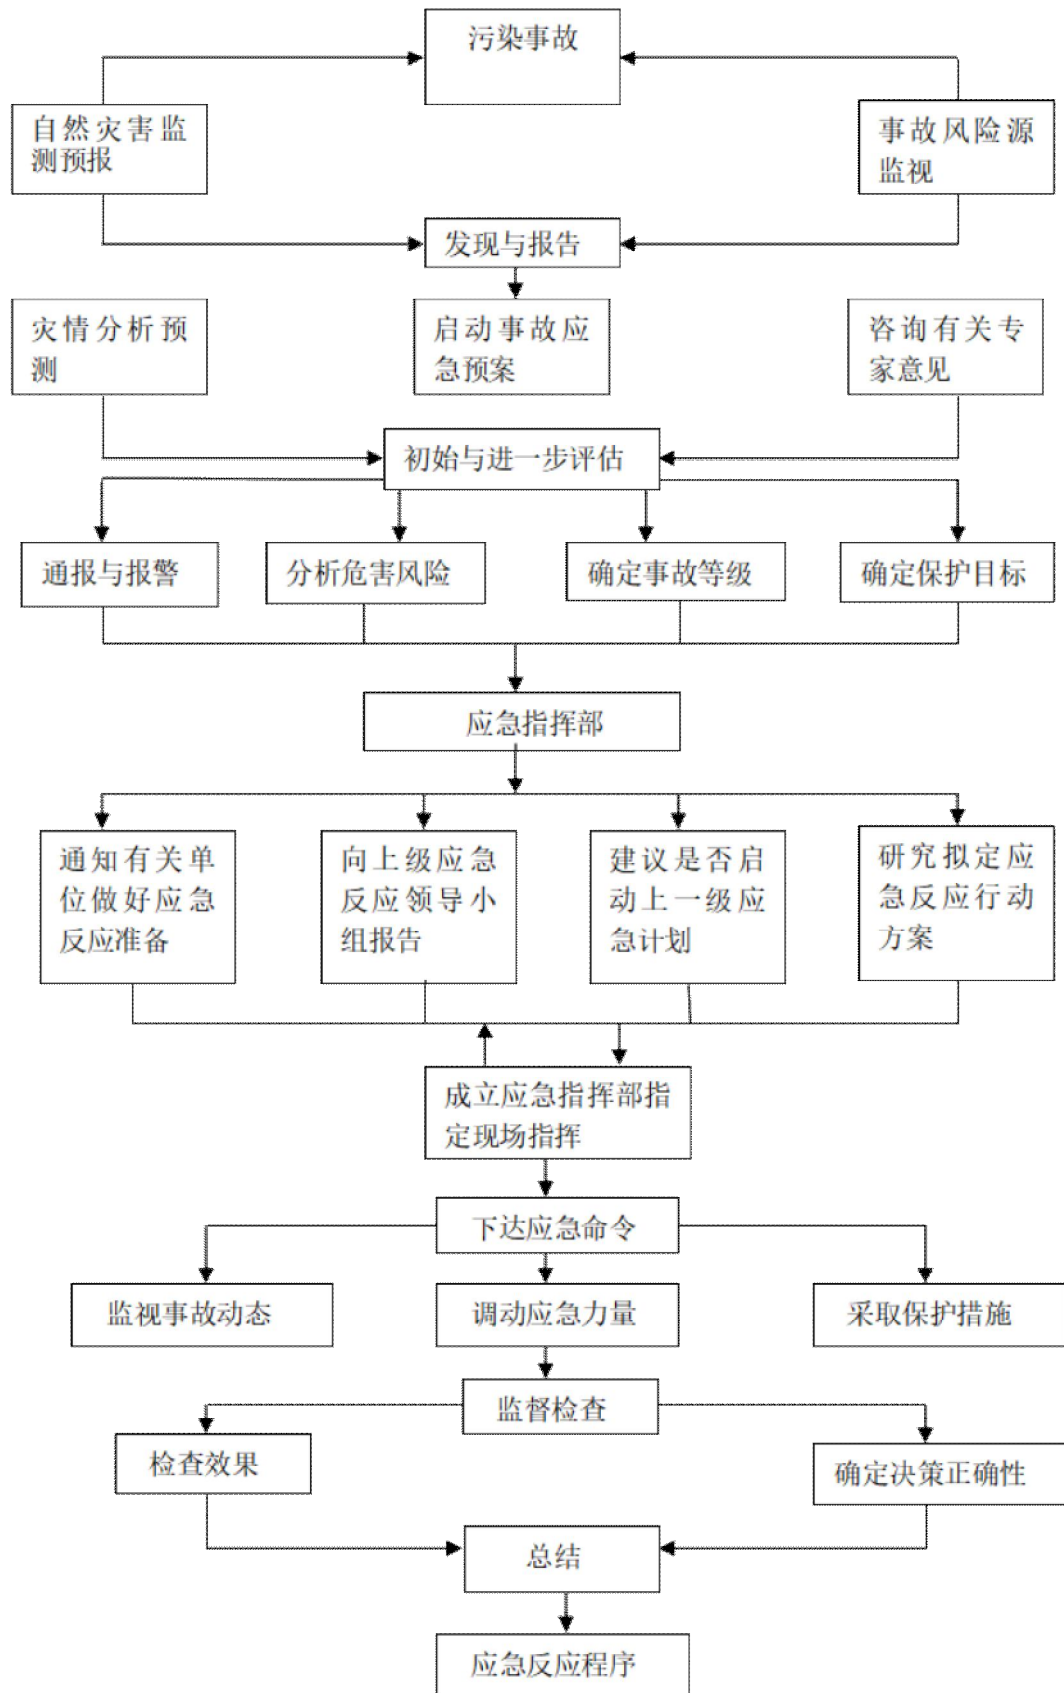 污染事故
自然灾害监
测预报
事故风险源
监视
发现与报告
灾情分析预
测
启动事故应
急预案
咨询有关专
家意见
初始与进一步评估
通报与报警
分析危害风险
确定事故等级
确定保护目标
应急指挥部
通知有关单
位做好应急
反应准备
向上级应急
反应领导小
组报告
建议是否启
动上一级应
急计划
研究拟定应
急反应行动
方案
成立应急指挥部指
定现场指挥
下达应急命令
监视事故动态
调动应急力量
采取保护措施
监督检查
检查效果
确定决策正确性
总结
应急反应程序